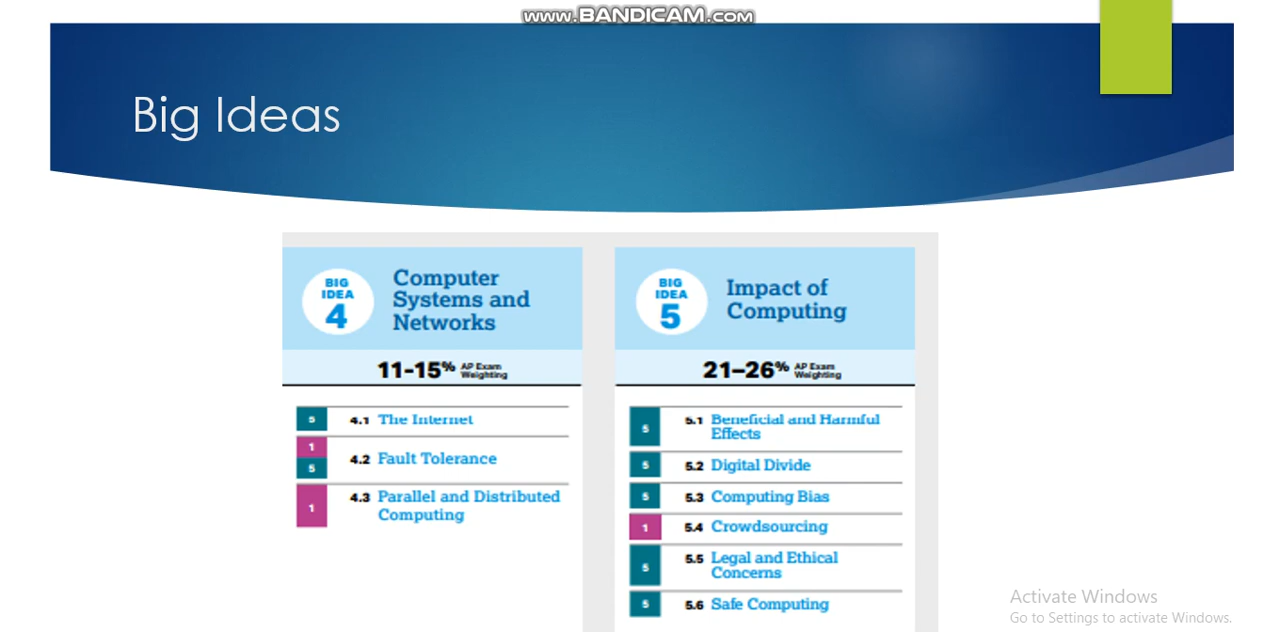 www.BANDICAM.com
Big Ideas
BIG
IDEA
4
Computer
Systems and
Networks
11-15% AP Exam
Weighting
5 4.1 The Internet
1
5
4.2 Fault Tolerance
1 4.3 Parallel and Distributed
Computing
BIG
IDEA
5
Impact of
Computing
21–26% AP Exam
Weighting
5 5.1 Beneficial and Harmful
Effects
5 5.2 Digital Divide
5 5.3 Computing Bias
1 5.4 Crowdsourcing
5 5.5 Legal and Ethical
Concerns
5 5.6 Safe Computing
Activate Windows
Go to Settings to activate Windows.